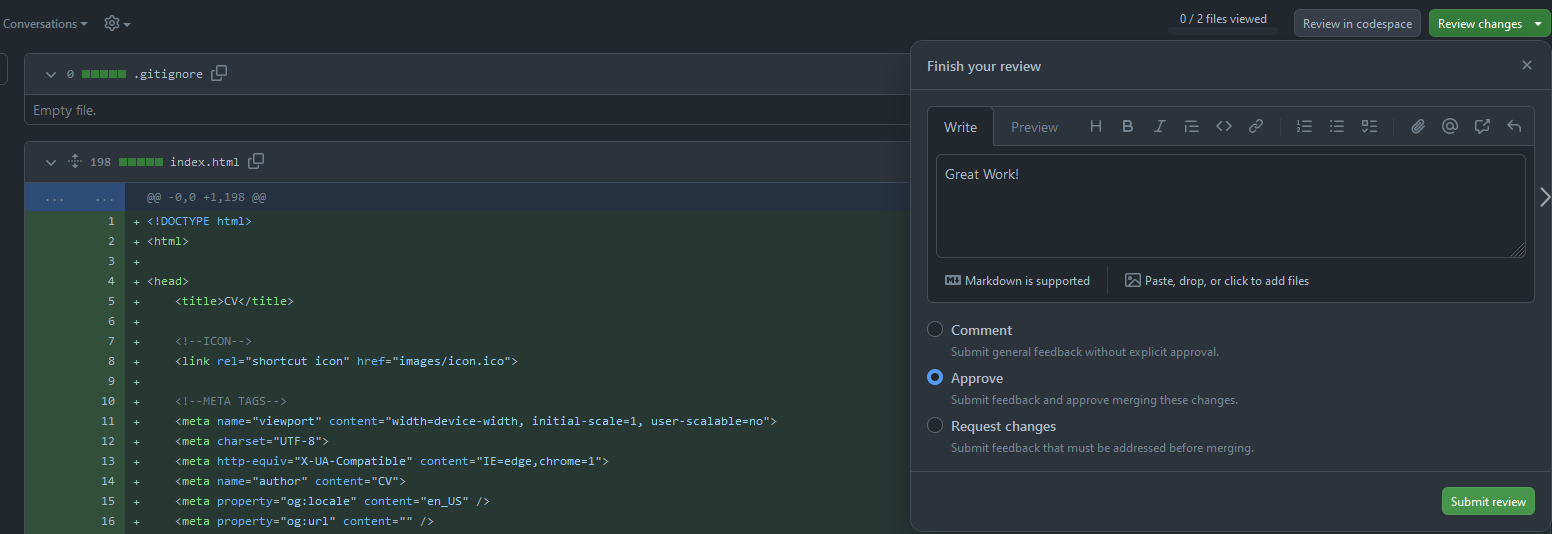 Conversations
0 / 2 files viewed
Review in codespace
Review changes
0 .gitignore
Empty file.
198 index.html
... ... @@ -0,0 +1,198 @@
1 + <!DOCTYPE html>
2 + <html>
3 +
4 + <head>
5 + <title>CV</title>
6 +
7 + <!--ICON-->
8 + <link rel="shortcut icon" href="images/icon.ico">
9 +
10 + <!--META TAGS-->
11 + <meta name="viewport" content="width=device-width, initial-scale=1, user-scalable=no">
12 + <meta charset="UTF-8">
13 + <meta http-equiv="X-UA-Compatible" content="IE=edge,chrome=1">
14 + <meta name="author" content="CV">
15 + <meta property="og:locale" content="en_US" />
16 + <meta property="og:url" content="" />
Finish your review
Write Preview
Great Work!
Markdown is supported
Paste, drop, or click to add files
Comment
Submit general feedback without explicit approval.
Approve
Submit feedback and approve merging these changes.
Request changes
Submit feedback that must be addressed before merging.
Submit review